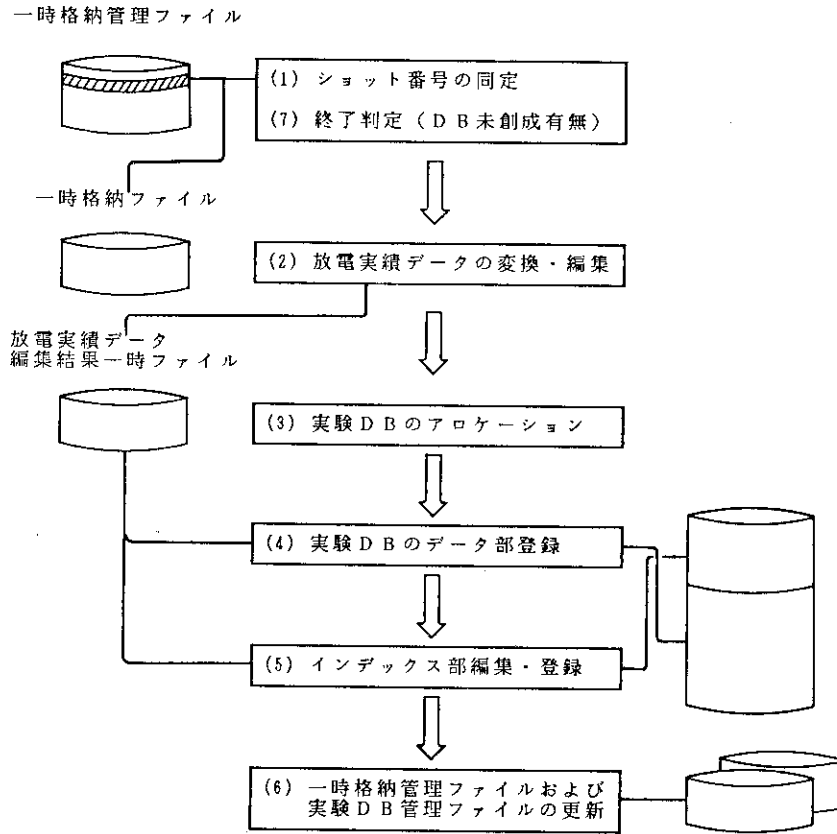 一時格納管理ファイル
(1) ショット番号の同定
(7) 終了判定（ＤＢ未創成有無）
一時格納ファイル
(2) 放電実績データの変換・編集
放電実績データ
編集結果一時ファイル
(3) 実験ＤＢのアロケーション
(4) 実験ＤＢのデータ部登録
(5) インデックス部編集・登録
(6) 一時格納管理ファイルおよび
実験ＤＢ管理ファイルの更新